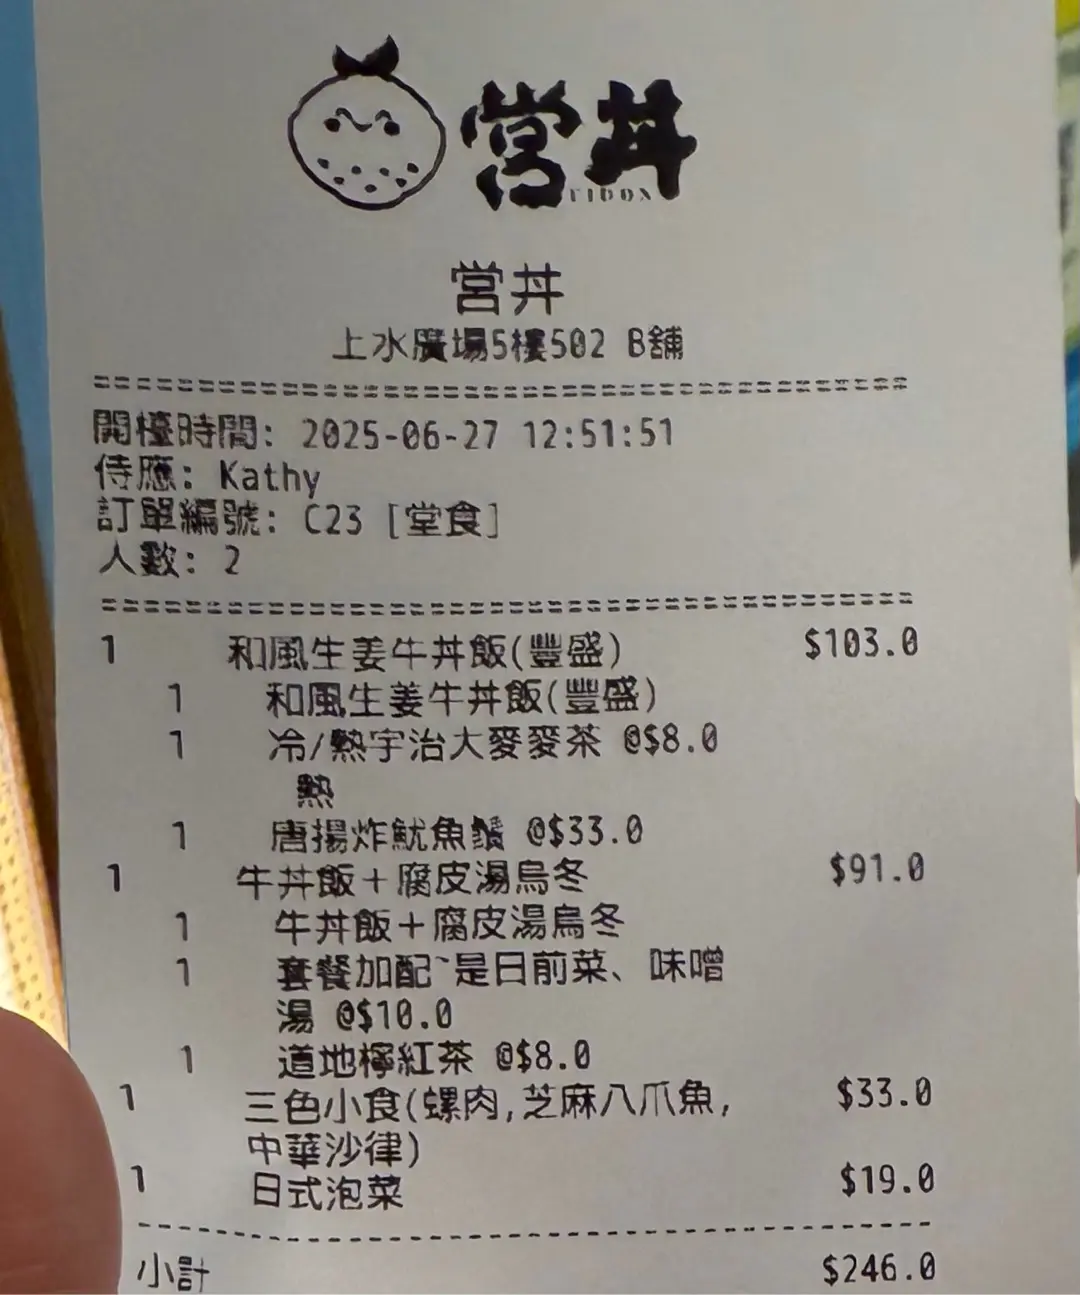 営丼
EIDON
営丼
上水廣場5樓502 B舖
=======================================
開檯時間: 2025-06-27 12:51:51
侍應: Kathy
訂單編號: C23 [堂食]
人數: 2
=======================================
1 和風生姜牛丼飯(豐盛) $103.0
1 和風生姜牛丼飯(豐盛)
1 冷/熱宇治大麥麥茶 @$8.0
熱
1 唐揚炸魷魚鬚 @$33.0
1 牛丼飯＋腐皮湯烏冬 $91.0
1 牛丼飯＋腐皮湯烏冬
1 套餐加配~是日前菜、味噌
湯 @$10.0
1 道地檸紅茶 @$8.0
1 三色小食(螺肉,芝麻八爪魚, $33.0
中華沙律)
1 日式泡菜 $19.0
---------------------------------------
小計 $246.0